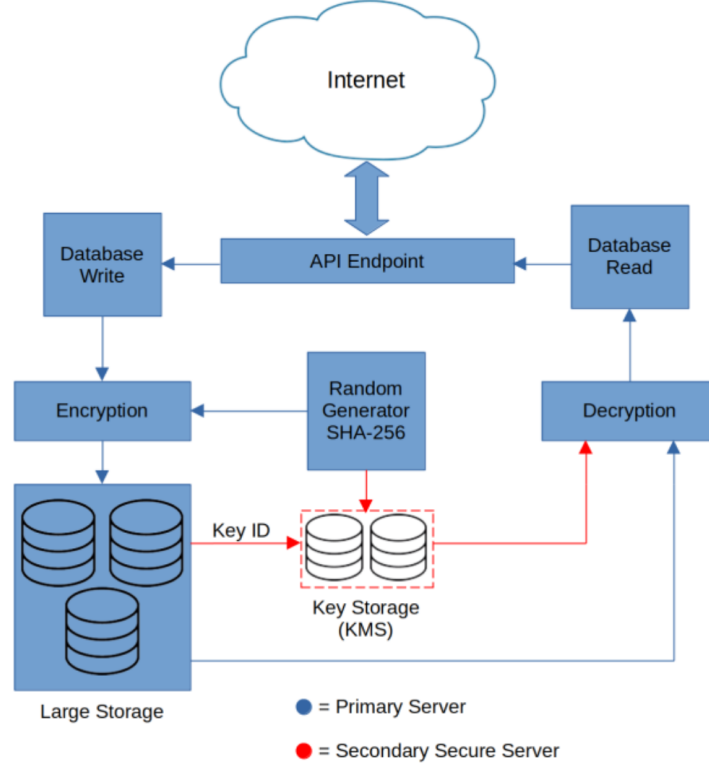 Internet
Database
Write
API Endpoint
Database
Read
Encryption
Random
Generator
SHA-256
Decryption
Key ID
Key Storage
(KMS)
Large Storage
= Primary Server
= Secondary Secure Server